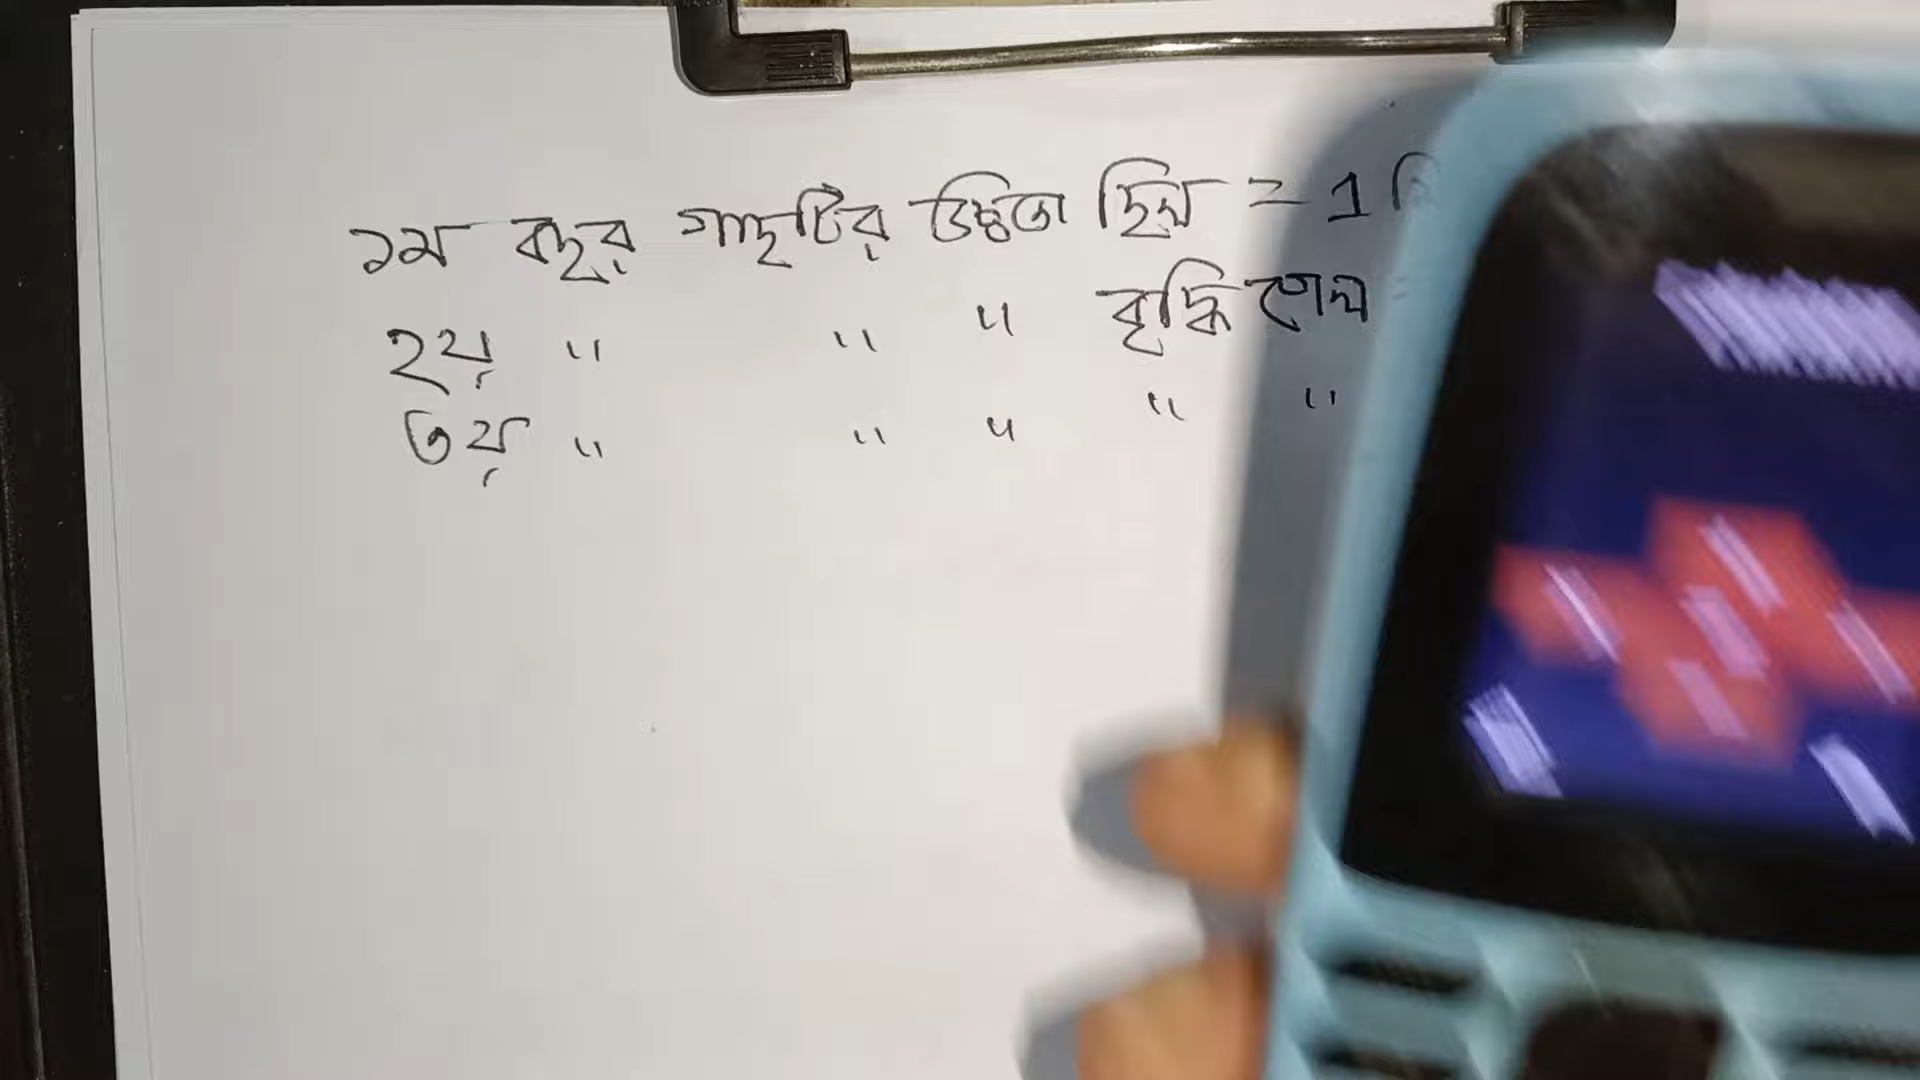 ১ম বছর গাছটির উচ্চতা ছিল = 1
২য় " " " বৃদ্ধি পেল
৩য় " " " " "